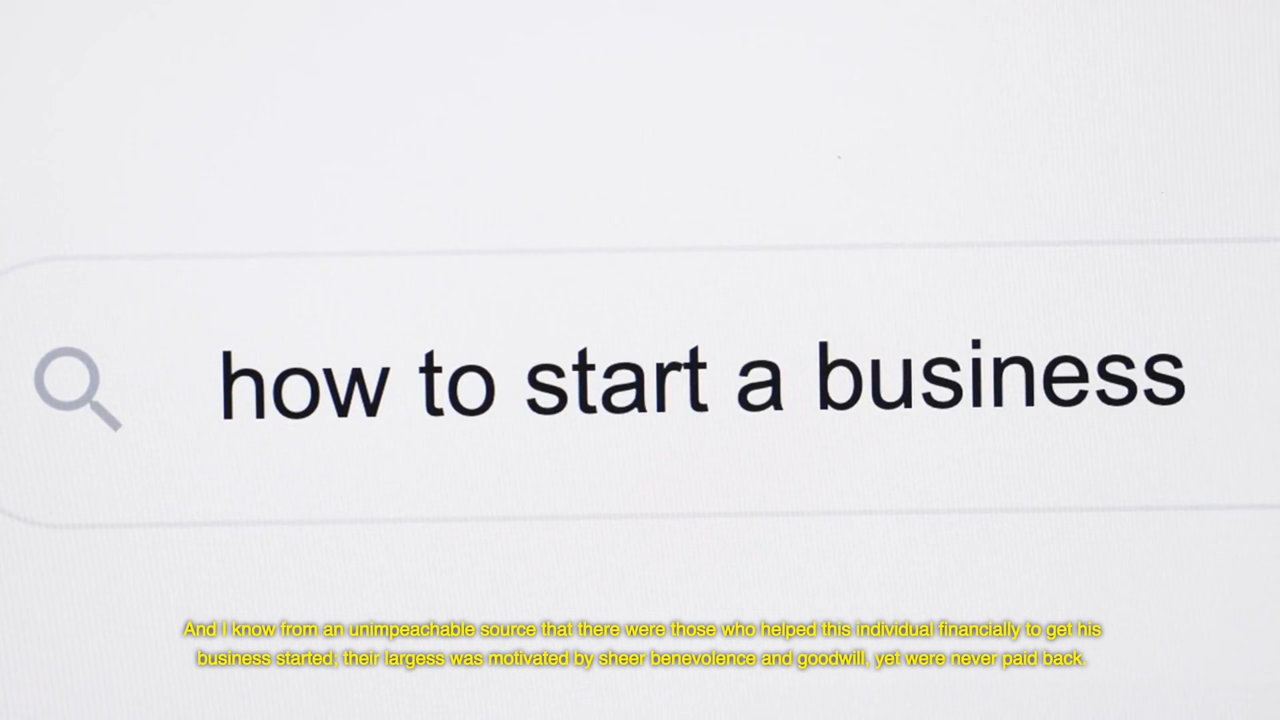 how to start a business
And I know from an unimpeachable source that there were those who helped this individual financially to get his
business started; their largess was motivated by sheer benevolence and goodwill, yet were never paid back.